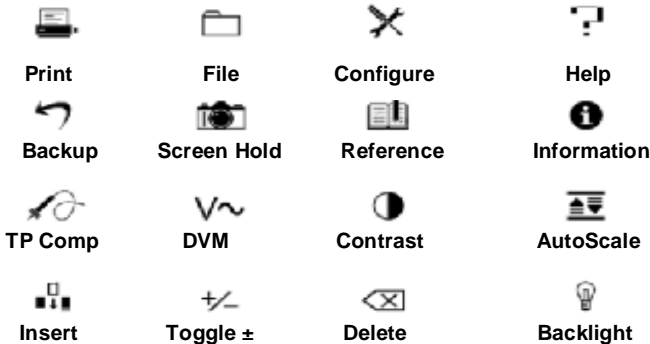 Print File Configure Help
Backup Screen Hold Reference Information
TP Comp DVM Contrast AutoScale
Insert Toggle ± Delete Backlight